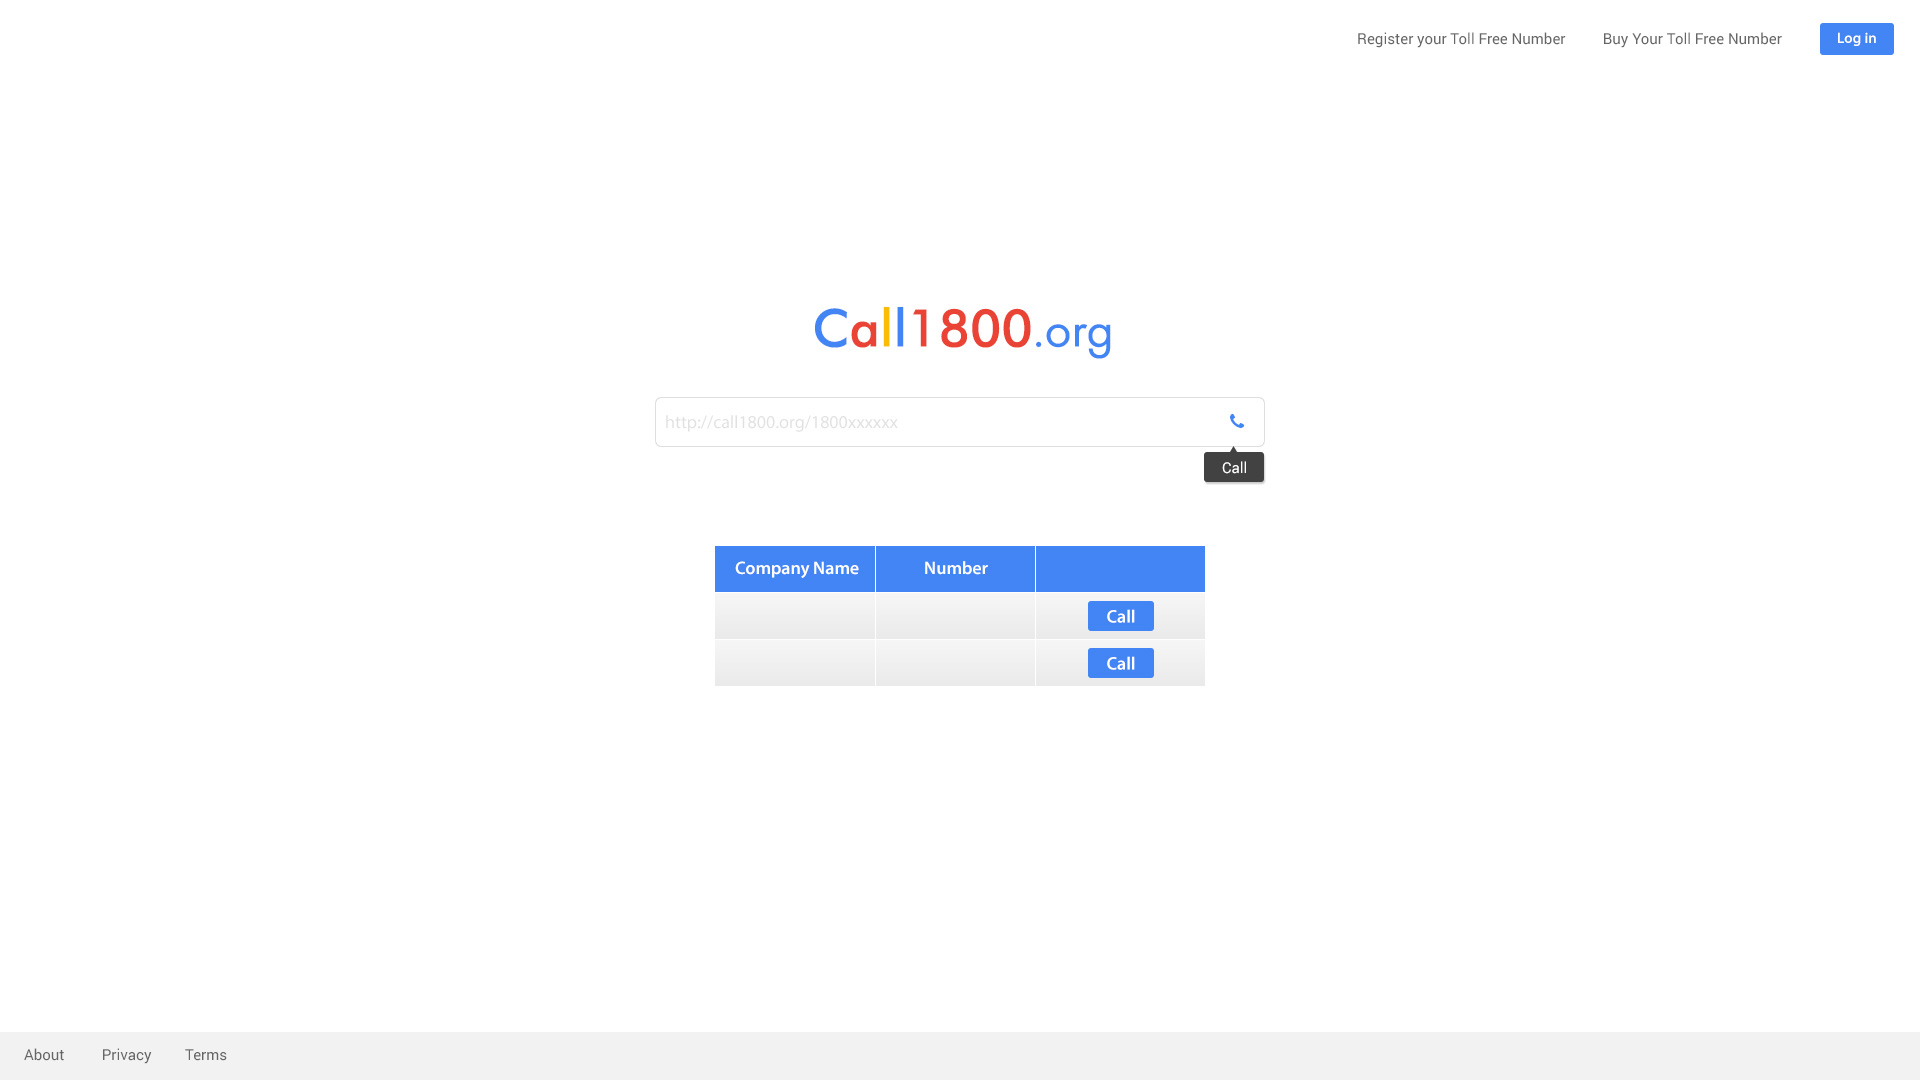 Register your Toll Free Number Buy Your Toll Free Number Log in
Call1800.org
http://call1800.org/1800xxxxxx
Call
Company Name Number
Call
Call
About Privacy Terms